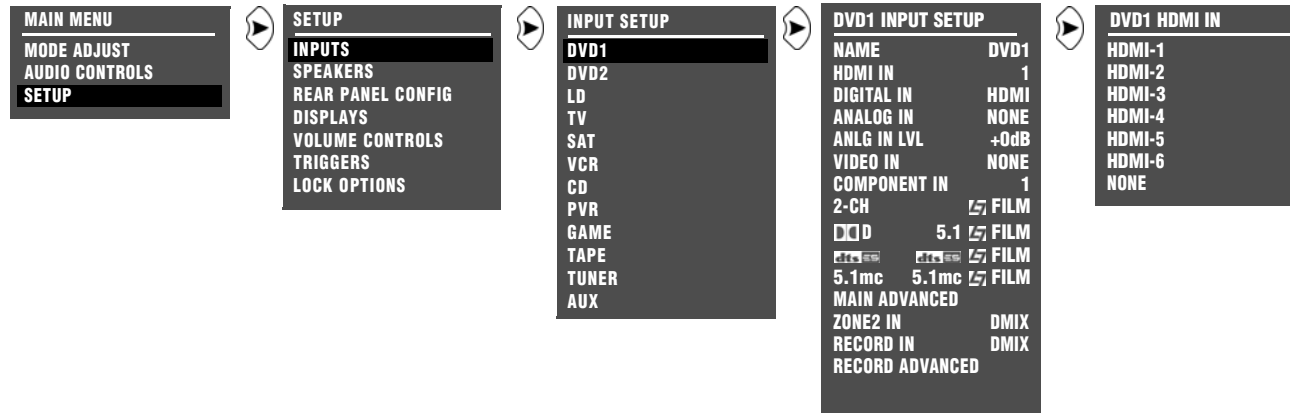 MAIN MENU
MODE ADJUST
AUDIO CONTROLS
SETUP
SETUP
INPUTS
SPEAKERS
REAR PANEL CONFIG
DISPLAYS
VOLUME CONTROLS
TRIGGERS
LOCK OPTIONS
INPUT SETUP
DVD1
DVD2
LD
TV
SAT
VCR
CD
PVR
GAME
TAPE
TUNER
AUX
DVD1 INPUT SETUP
NAME DVD1
HDMI IN 1
DIGITAL IN HDMI
ANALOG IN NONE
ANLG IN LVL +0dB
VIDEO IN NONE
COMPONENT IN 1
2-CH FILM
D 5.1 FILM
dts ES dts ES FILM
5.1mc 5.1mc FILM
MAIN ADVANCED
ZONE2 IN DMIX
RECORD IN DMIX
RECORD ADVANCED
DVD1 HDMI IN
HDMI-1
HDMI-2
HDMI-3
HDMI-4
HDMI-5
HDMI-6
NONE